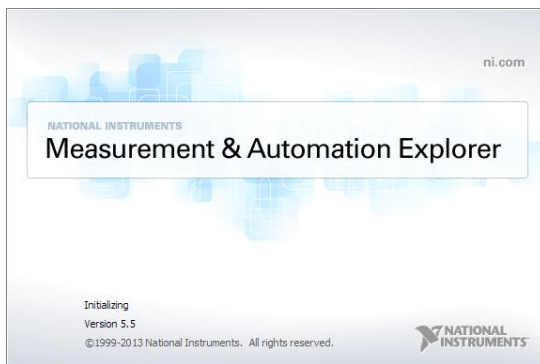 ni.com
NATIONAL INSTRUMENTS
Measurement & Automation Explorer
Initializing
Version 5.5
©1999-2013 National Instruments. All rights reserved.
NATIONAL
INSTRUMENTS